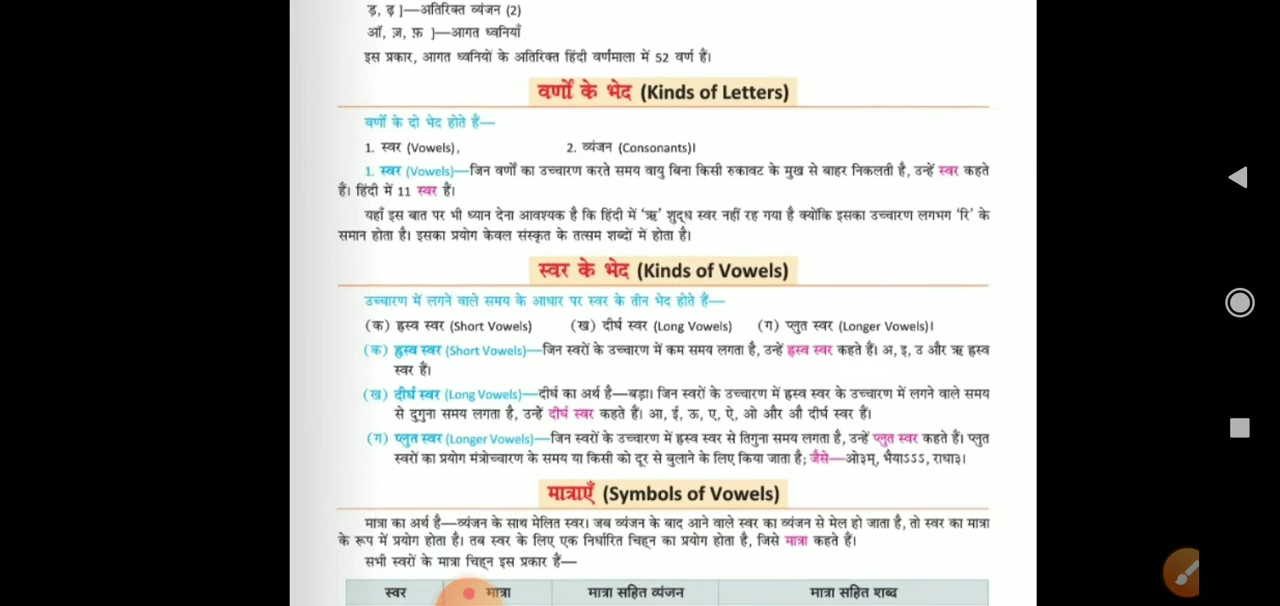 ड़, ढ़ ]—अतिरिक्त व्यंजन (2)
ऑ, ज़, फ़ ]—आगत ध्वनियाँ
इस प्रकार, आगत ध्वनियों के अतिरिक्त हिंदी वर्णमाला में 52 वर्ण हैं।
वर्णों के भेद (Kinds of Letters)
वर्णों के दो भेद होते हैं—
1. स्वर (Vowels), 2. व्यंजन (Consonants)।
1. स्वर (Vowels)—जिन वर्णों का उच्चारण करते समय वायु बिना किसी रुकावट के मुख से बाहर निकलती है, उन्हें स्वर कहते
हैं। हिंदी में 11 स्वर हैं।
यहाँ इस बात पर भी ध्यान देना आवश्यक है कि हिंदी में ‘ऋ’ शुद्ध स्वर नहीं रह गया है क्योंकि इसका उच्चारण लगभग ‘रि’ के
समान होता है। इसका प्रयोग केवल संस्कृत के तत्सम शब्दों में होता है।
स्वर के भेद (Kinds of Vowels)
उच्चारण में लगने वाले समय के आधार पर स्वर के तीन भेद होते हैं—
(क) ह्रस्व स्वर (Short Vowels) (ख) दीर्घ स्वर (Long Vowels) (ग) प्लुत स्वर (Longer Vowels)।
(क) ह्रस्व स्वर (Short Vowels)—जिन स्वरों के उच्चारण में कम समय लगता है, उन्हें ह्रस्व स्वर कहते हैं। अ, इ, उ और ऋ ह्रस्व
स्वर हैं।
(ख) दीर्घ स्वर (Long Vowels)—दीर्घ का अर्थ है—बड़ा। जिन स्वरों के उच्चारण में ह्रस्व स्वर के उच्चारण में लगने वाले समय
से दुगुना समय लगता है, उन्हें दीर्घ स्वर कहते हैं। आ, ई, ऊ, ए, ऐ, ओ और औ दीर्घ स्वर हैं।
(ग) प्लुत स्वर (Longer Vowels)—जिन स्वरों के उच्चारण में ह्रस्व स्वर से तिगुना समय लगता है, उन्हें प्लुत स्वर कहते हैं। प्लुत
स्वरों का प्रयोग मंत्रोच्चारण के समय या किसी को दूर से बुलाने के लिए किया जाता है; जैसे—ओ३म्, भैयाऽऽऽ, राधा३।
मात्राएँ (Symbols of Vowels)
मात्रा का अर्थ है—व्यंजन के साथ मेलित स्वर। जब व्यंजन के बाद आने वाले स्वर का व्यंजन से मेल हो जाता है, तो स्वर का मात्रा
के रूप में प्रयोग होता है। तब स्वर के लिए एक निर्धारित चिह्न का प्रयोग होता है, जिसे मात्रा कहते हैं।
सभी स्वरों के मात्रा चिह्न इस प्रकार हैं—
स्वर मात्रा मात्रा सहित व्यंजन मात्रा सहित शब्द